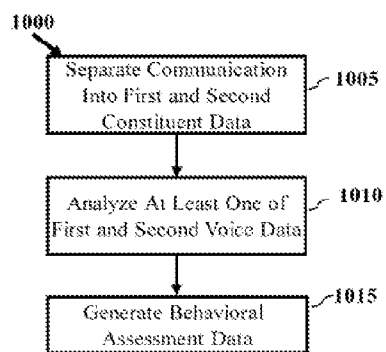 1000
Separate Communication
Into First and Second
Constituent Data
1005
Analyze At Least One of
First and Second Voice Data
1010
Generate Behavioral
Assessment Data
1015